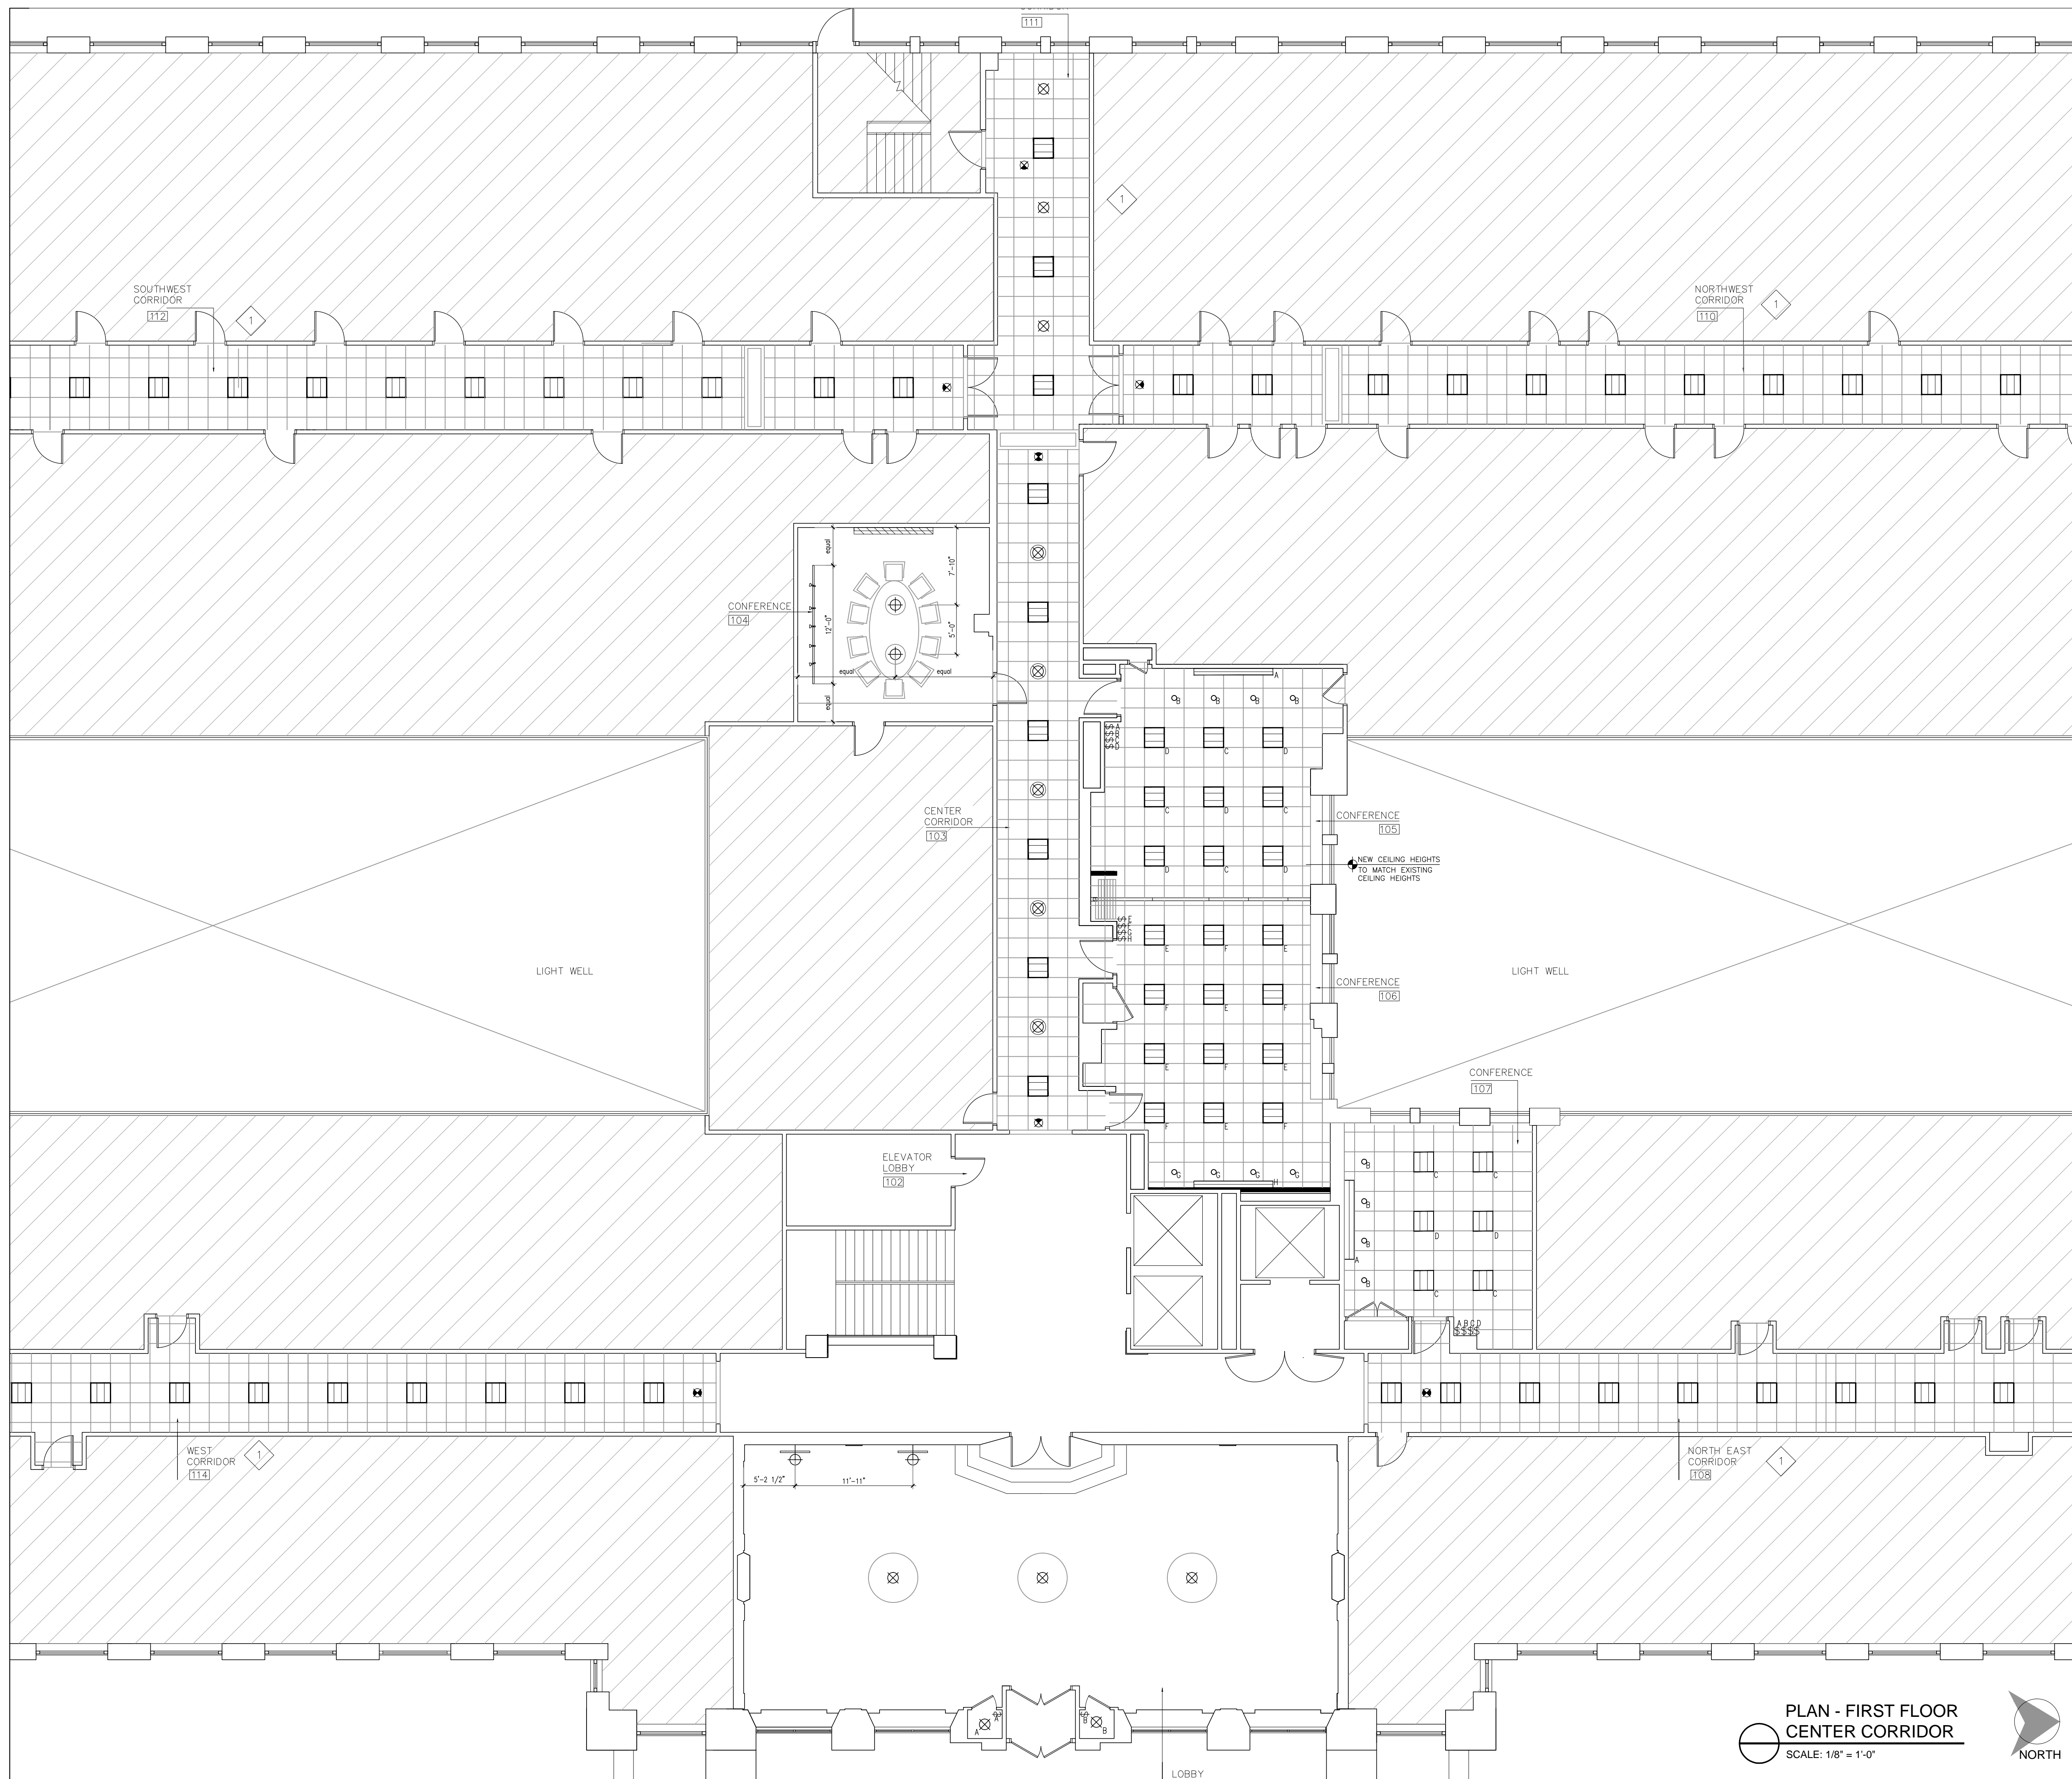 111
1
SOUTHWEST
CORRIDOR
112
1
NORTHWEST
CORRIDOR
110
1
equal
7'-10"
CONFERENCE
104
12'-0"
5'-0"
equal
equal
equal
A
B
B
B
B
$A
$B
$C
$D
D
C
D
C
D
C
CENTER
CORRIDOR
103
CONFERENCE
105
D
C
D
NEW CEILING HEIGHTS
TO MATCH EXISTING
CEILING HEIGHTS
$E
$F
$G
$H
E
F
E
LIGHT WELL
LIGHT WELL
CONFERENCE
106
F
E
F
E
F
E
CONFERENCE
107
F
E
F
ELEVATOR
LOBBY
102
G
G
G
G
H
B
C
C
B
D
D
B
A
B
C
C
A B C D
$$$$
WEST
CORRIDOR
114
1
NORTH EAST
CORRIDOR
108
1
5'-2 1/2"
11'-11"
A
$
A
$
B
B
PLAN - FIRST FLOOR
CENTER CORRIDOR
SCALE: 1/8" = 1'-0"
NORTH
LOBBY